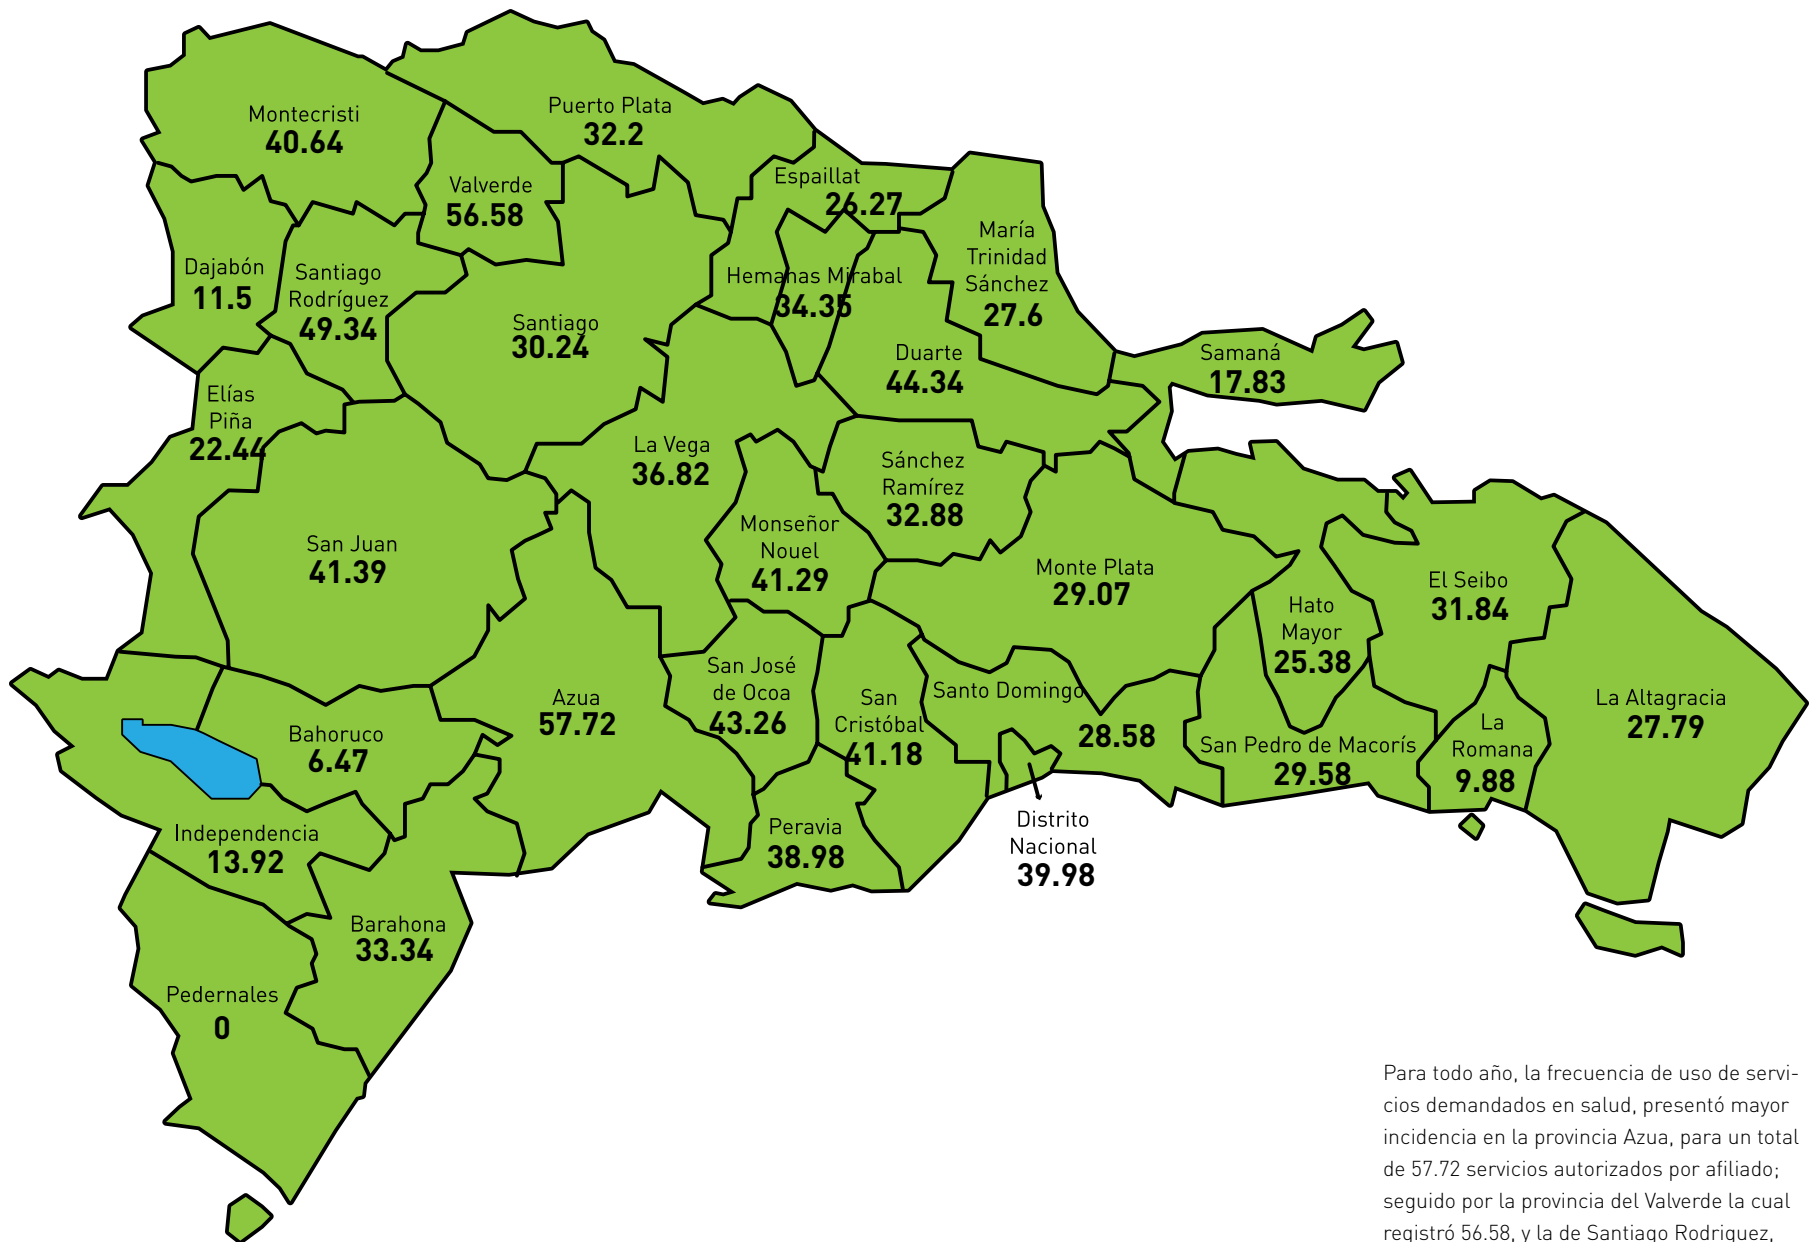 Montecristi
40.64
Puerto Plata
32.2
Valverde
56.58
Espaillat
26.27
María
Trinidad
Sánchez
27.6
Dajabón
11.5
Santiago
Rodríguez
49.34
Santiago
30.24
Hemanas Mirabal
34.35
Duarte
44.34
Samaná
17.83
Elías
Piña
22.44
La Vega
36.82
Sánchez
Ramírez
32.88
San Juan
41.39
Monseñor
Nouel
41.29
Monte Plata
29.07
Hato
Mayor
25.38
El Seibo
31.84
Azua
57.72
San José
de Ocoa
43.26
San
Cristóbal
41.18
Santo Domingo
28.58
San Pedro de Macorís
29.58
La
Romana
9.88
La Altagracia
27.79
Bahoruco
6.47
Independencia
13.92
Peravia
38.98
Distrito
Nacional
39.98
Barahona
33.34
Pedernales
0
Para todo año, la frecuencia de uso de servi-
cios demandados en salud, presentó mayor
incidencia en la provincia Azua, para un total
de 57.72 servicios autorizados por afiliado;
seguido por la provincia del Valverde la cual
registró 56.58, y la de Santiago Rodriguez,